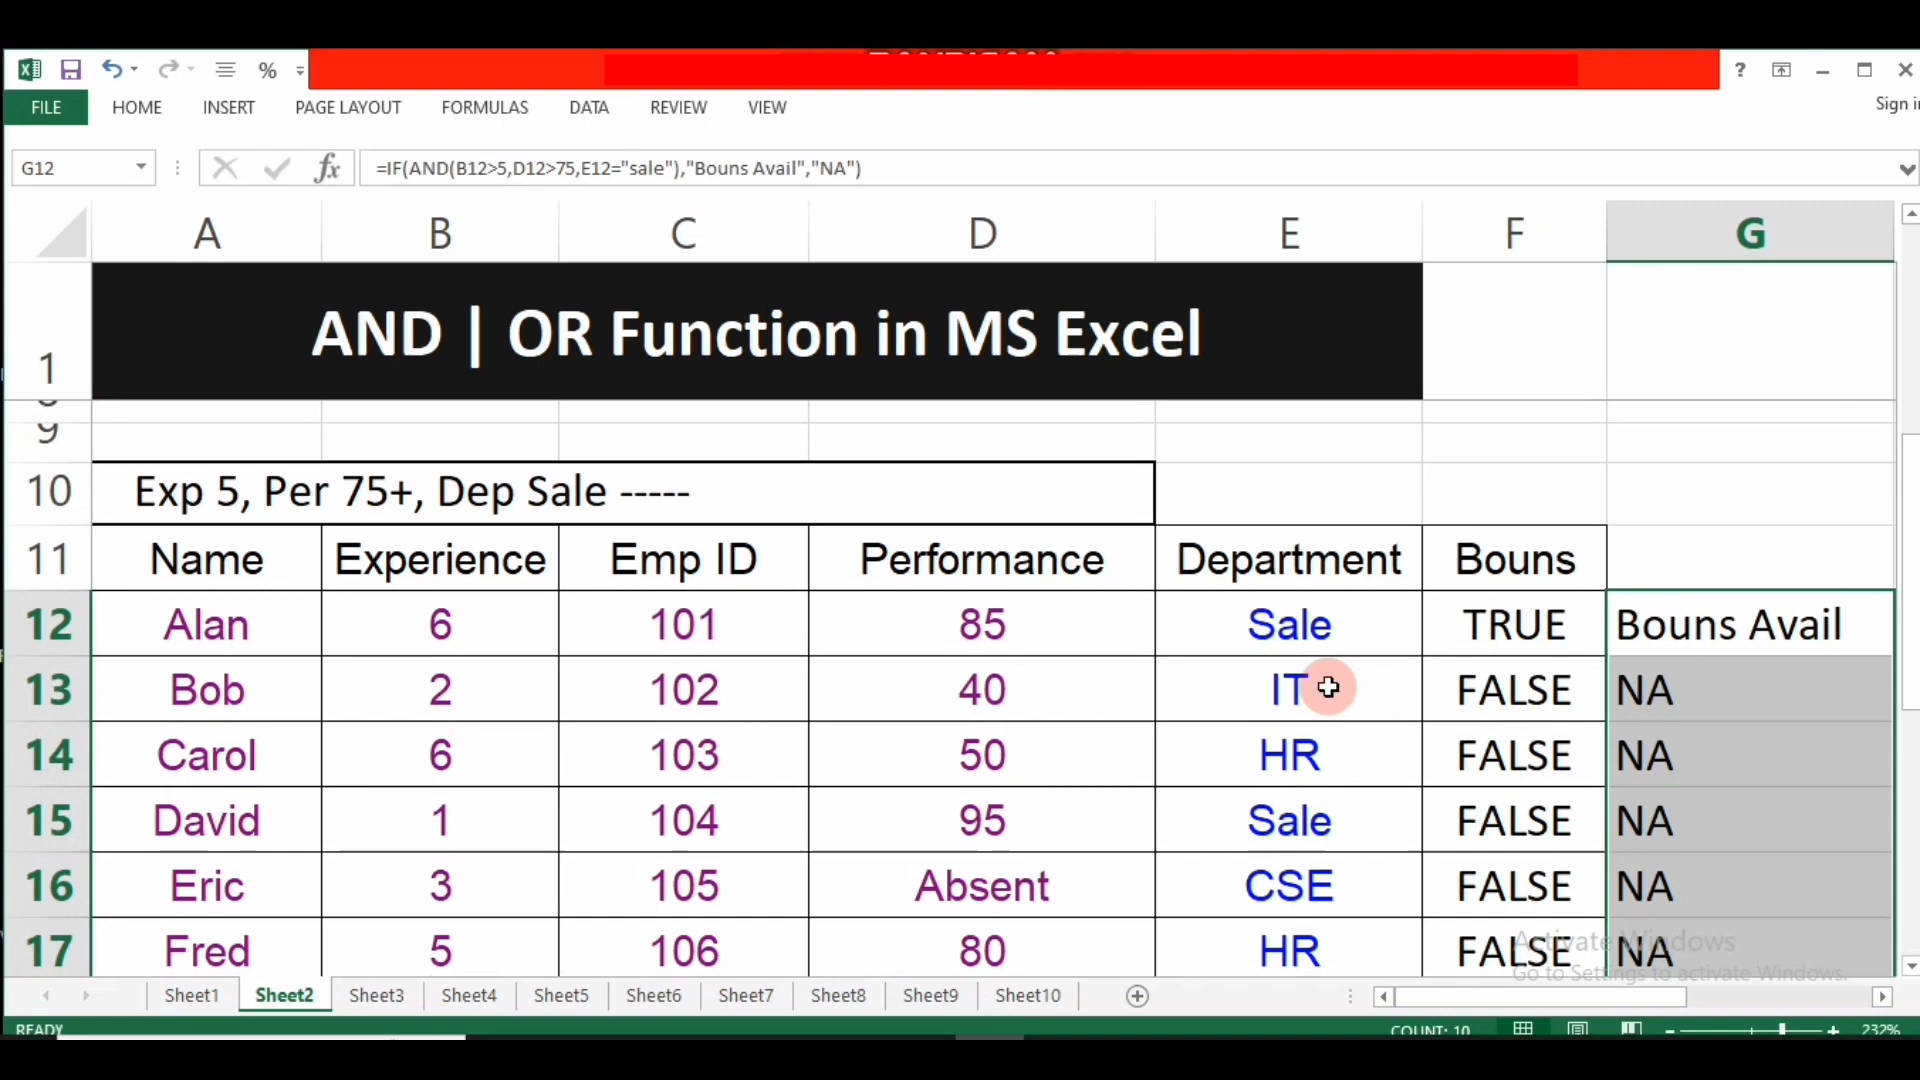 FILE HOME INSERT PAGE LAYOUT FORMULAS DATA REVIEW VIEW Sign i
G12 fx =IF(AND(B12>5,D12>75,E12="sale"),"Bouns Avail","NA")
A B C D E F G
1 AND | OR Function in MS Excel
9
10 Exp 5, Per 75+, Dep Sale -----
11 Name Experience Emp ID Performance Department Bouns
12 Alan 6 101 85 Sale TRUE Bouns Avail
13 Bob 2 102 40 IT FALSE NA
14 Carol 6 103 50 HR FALSE NA
15 David 1 104 95 Sale FALSE NA
16 Eric 3 105 Absent CSE FALSE NA
17 Fred 5 106 80 HR FALSE NA
Activate Windows
Go to Settings to activate Windows.
Sheet1 Sheet2 Sheet3 Sheet4 Sheet5 Sheet6 Sheet7 Sheet8 Sheet9 Sheet10
READY COUNT: 10 232%